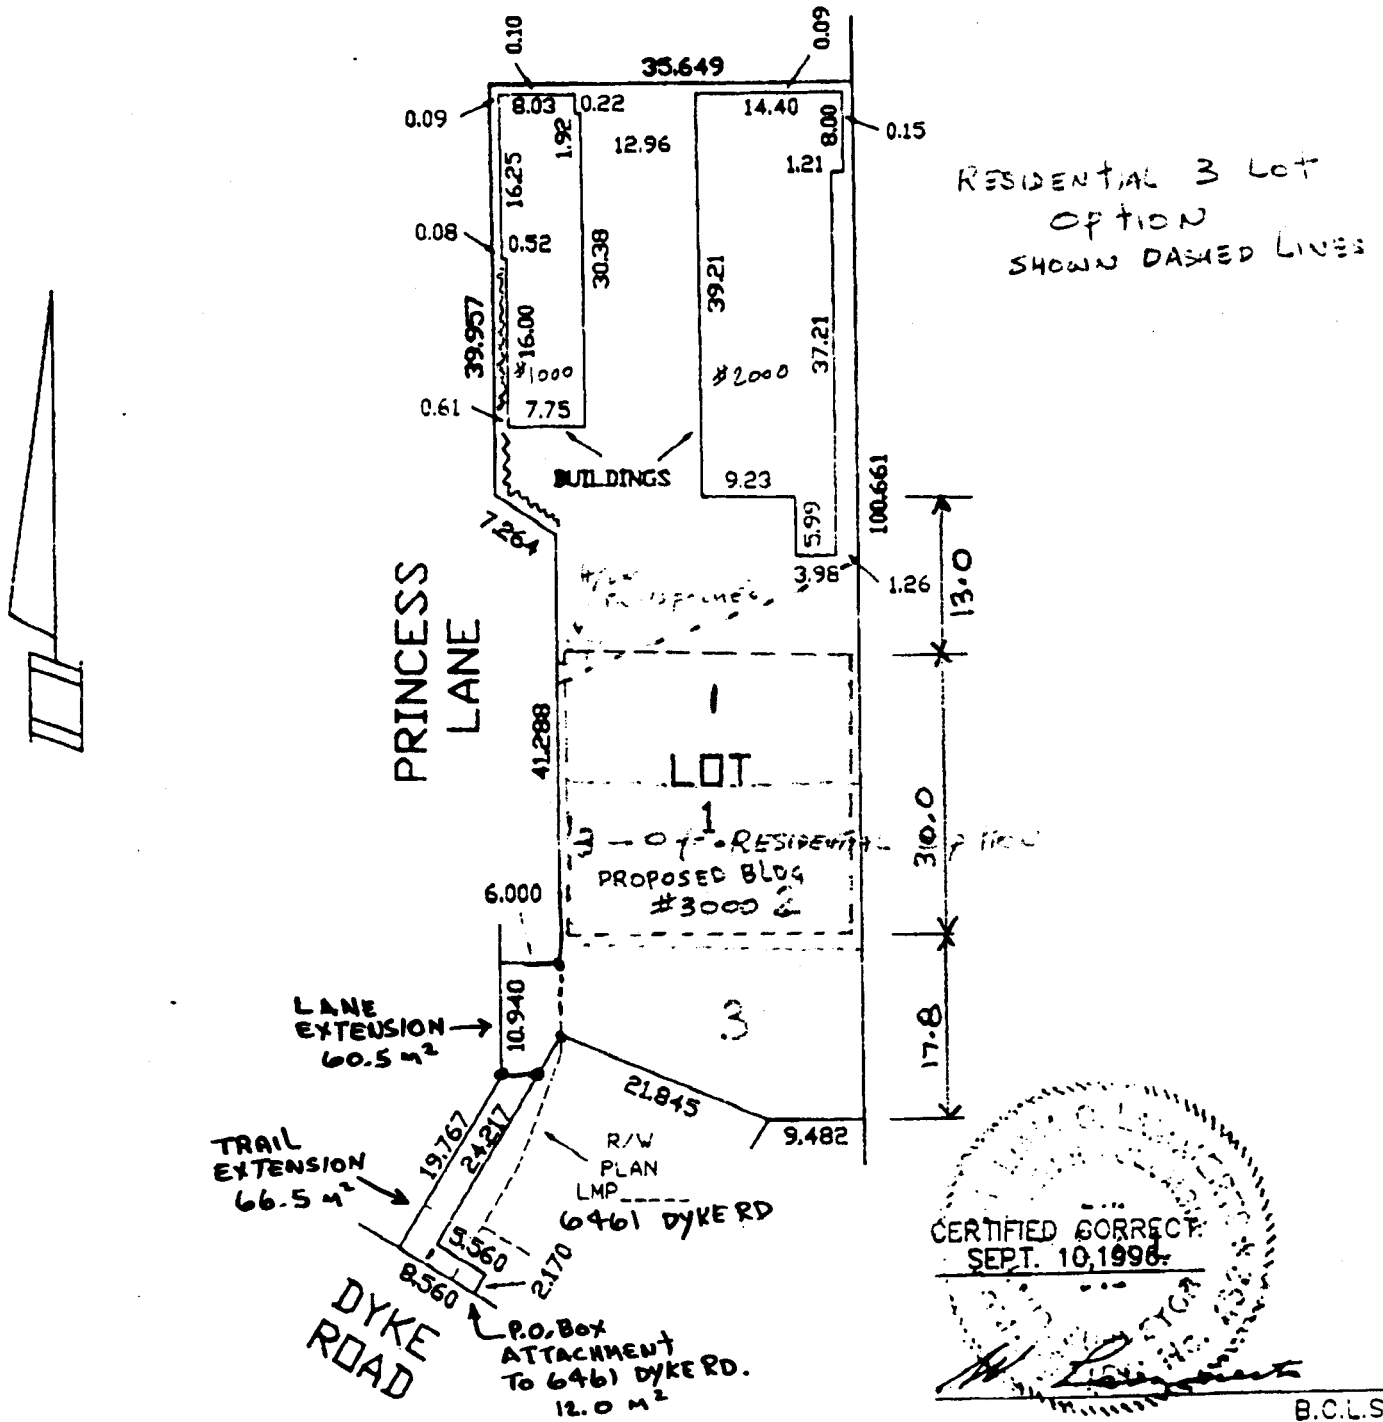 0.10
0.09
35.649
0.09
8.03
0.22
14.40
1.92
12.96
8.00
0.15
1.21
16.25
RESIDENTIAL 3 LOT
OPTION
SHOWN DASHED LINES
0.08
0.52
30.38
39.21
37.21
39.957
16.00
#1000
#2000
0.61
7.75
BUILDINGS
9.23
5.99
100.661
7.264
3.98
1.26
13.0
PRINCESS
LANE
41.288
1
LOT
1
RESIDENTIAL
PROPOSED BLDG
#3000 2
30.0
6.000
LANE
EXTENSION
60.5 m²
10.940
3
17.8
21.845
9.482
19.767
24.217
TRAIL
EXTENSION
66.5 m²
R/W
PLAN
LMP_____
6461 DYKE RD
5.560
2.170
8.560
DYKE
ROAD
P.O. BOX
ATTACHMENT
TO 6461 DYKE RD.
12.0 m²
CERTIFIED CORRECT:
SEPT. 10, 1996.
B.C.L.S